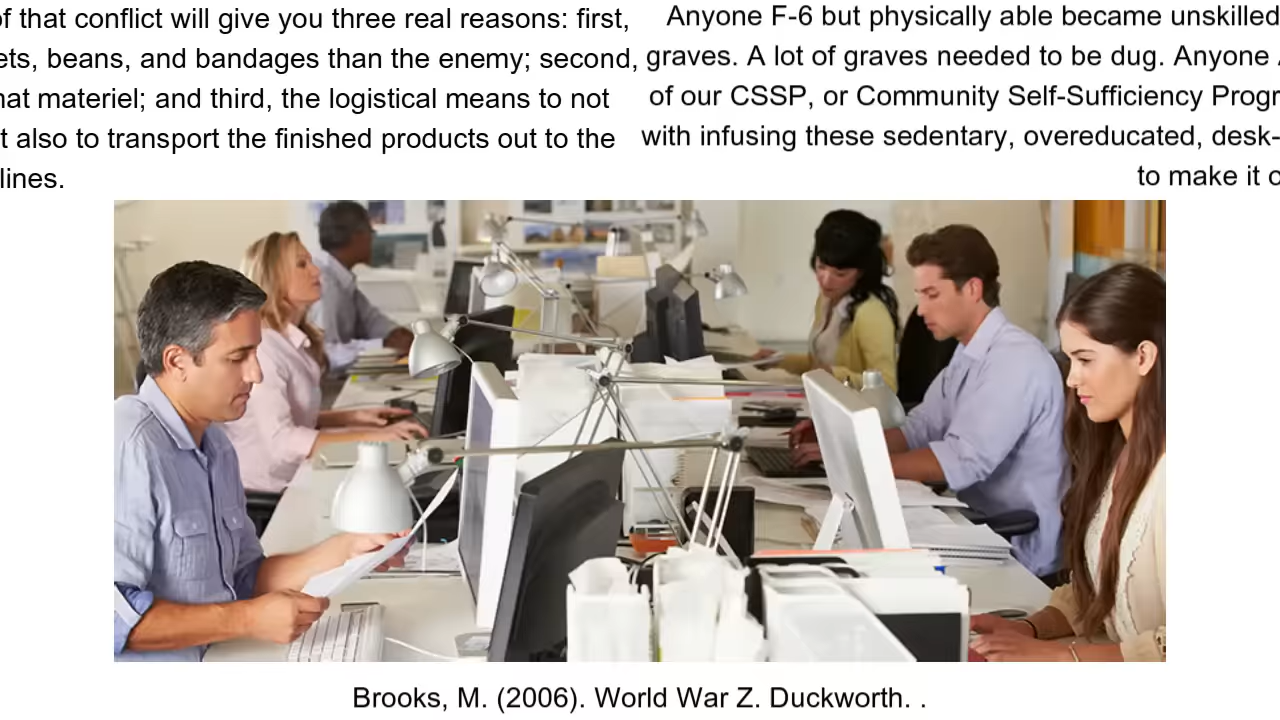 of that conflict will give you three real reasons: first,
ets, beans, and bandages than the enemy; second,
hat materiel; and third, the logistical means to not
t also to transport the finished products out to the
lines.
Anyone F-6 but physically able became unskilled
graves. A lot of graves needed to be dug. Anyone
of our CSSP, or Community Self-Sufficiency Progr
with infusing these sedentary, overeducated, desk-
to make it c
Brooks, M. (2006). World War Z. Duckworth. .